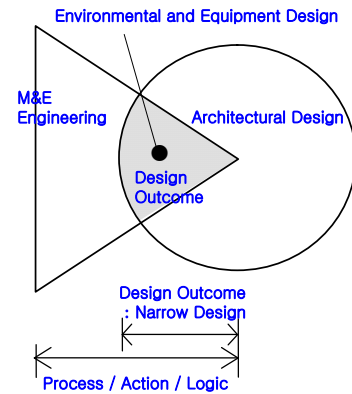 Environmental and Equipment Design
M&E
Engineering
Architectural Design
Design
Outcome
Design Outcome
: Narrow Design
Process / Action / Logic